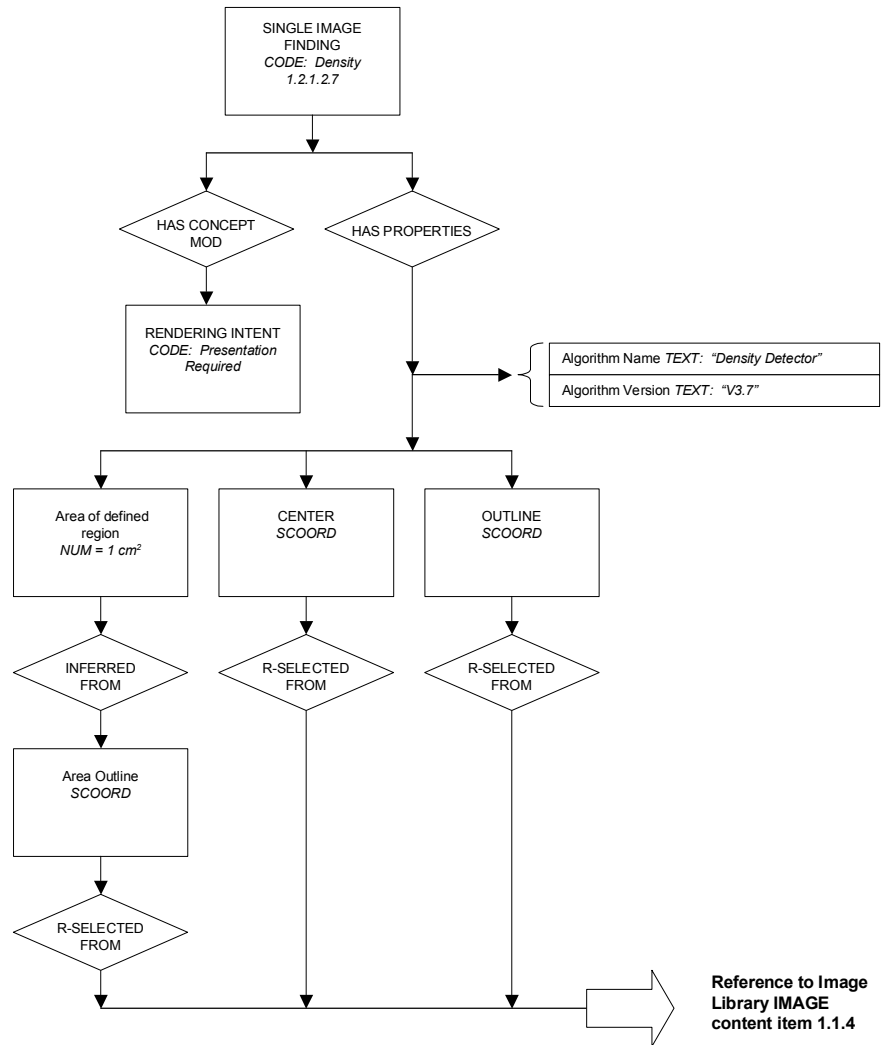 SINGLE IMAGE
FINDING
CODE: Density
1.2.1.2.7
HAS CONCEPT
MOD
HAS PROPERTIES
RENDERING INTENT
CODE: Presentation
Required
Algorithm Name TEXT: “Density Detector”
Algorithm Version TEXT: “V3.7”
Area of defined
region
NUM = 1 cm²
CENTER
SCOORD
OUTLINE
SCOORD
INFERRED
FROM
R-SELECTED
FROM
R-SELECTED
FROM
Area Outline
SCOORD
R-SELECTED
FROM
Reference to Image
Library IMAGE
content item 1.1.4